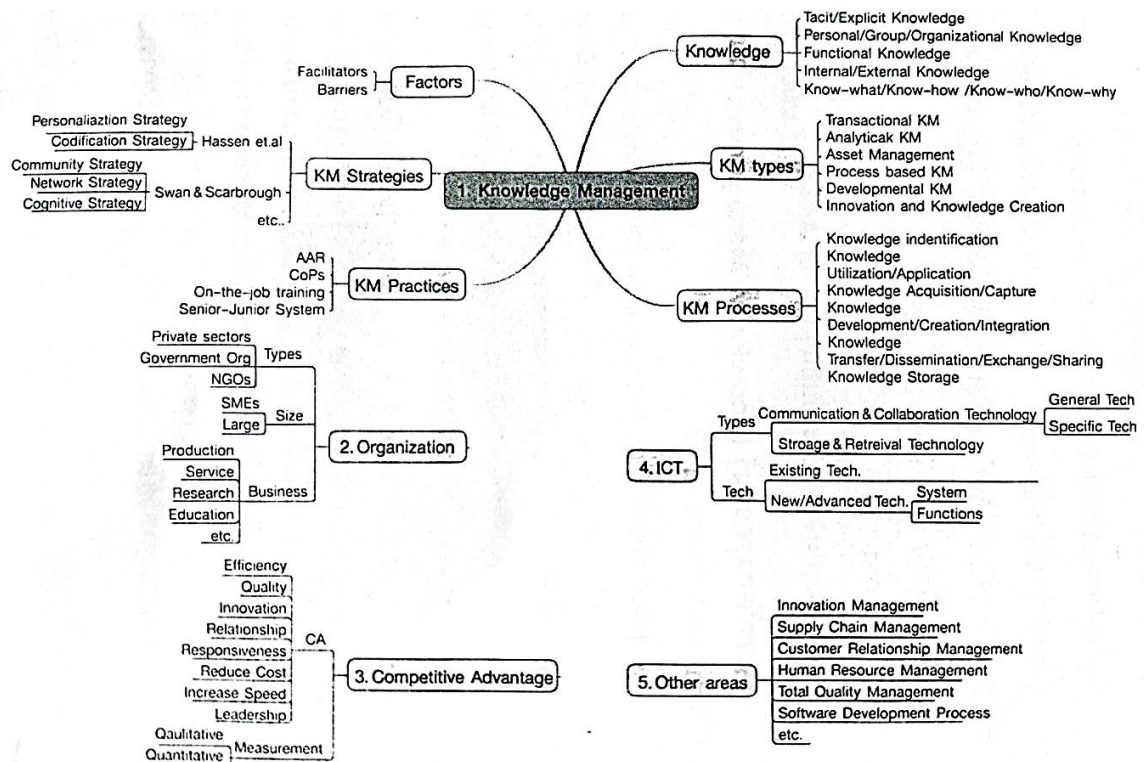 Factors
Facilitators
Barriers
KM Strategies
Hassen et.al
Personaliaztion Strategy
Codification Strategy
Swan & Scarbrough
Community Strategy
Network Strategy
Cognitive Strategy
etc..
KM Practices
AAR
CoPs
On-the-job training
Senior-Junior System
1. Knowledge Management
Knowledge
Tacit/Explicit Knowledge
Personal/Group/Organizational Knowledge
Functional Knowledge
Internal/External Knowledge
Know-what/Know-how /Know-who/Know-why
KM types
Transactional KM
Analyticak KM
Asset Management
Process based KM
Developmental KM
Innovation and Knowledge Creation
KM Processes
Knowledge indentification
Knowledge
Utilization/Application
Knowledge Acquisition/Capture
Knowledge
Development/Creation/Integration
Knowledge
Transfer/Dissemination/Exchange/Sharing
Knowledge Storage
2. Organization
Types
Private sectors
Government Org
NGOs
Size
SMEs
Large
Business
Production
Service
Research
Education
etc.
3. Competitive Advantage
CA
Efficiency
Quality
Innovation
Relationship
Responsiveness
Reduce Cost
Increase Speed
Leadership
Measurement
Qaulitative
Quantitative
4. ICT
Types
Communication & Collaboration Technology
General Tech
Specific Tech
Stroage & Retreival Technology
Tech
Existing Tech.
New/Advanced Tech.
System
Functions
5. Other areas
Innovation Management
Supply Chain Management
Customer Relationship Management
Human Resource Management
Total Quality Management
Software Development Process
etc.